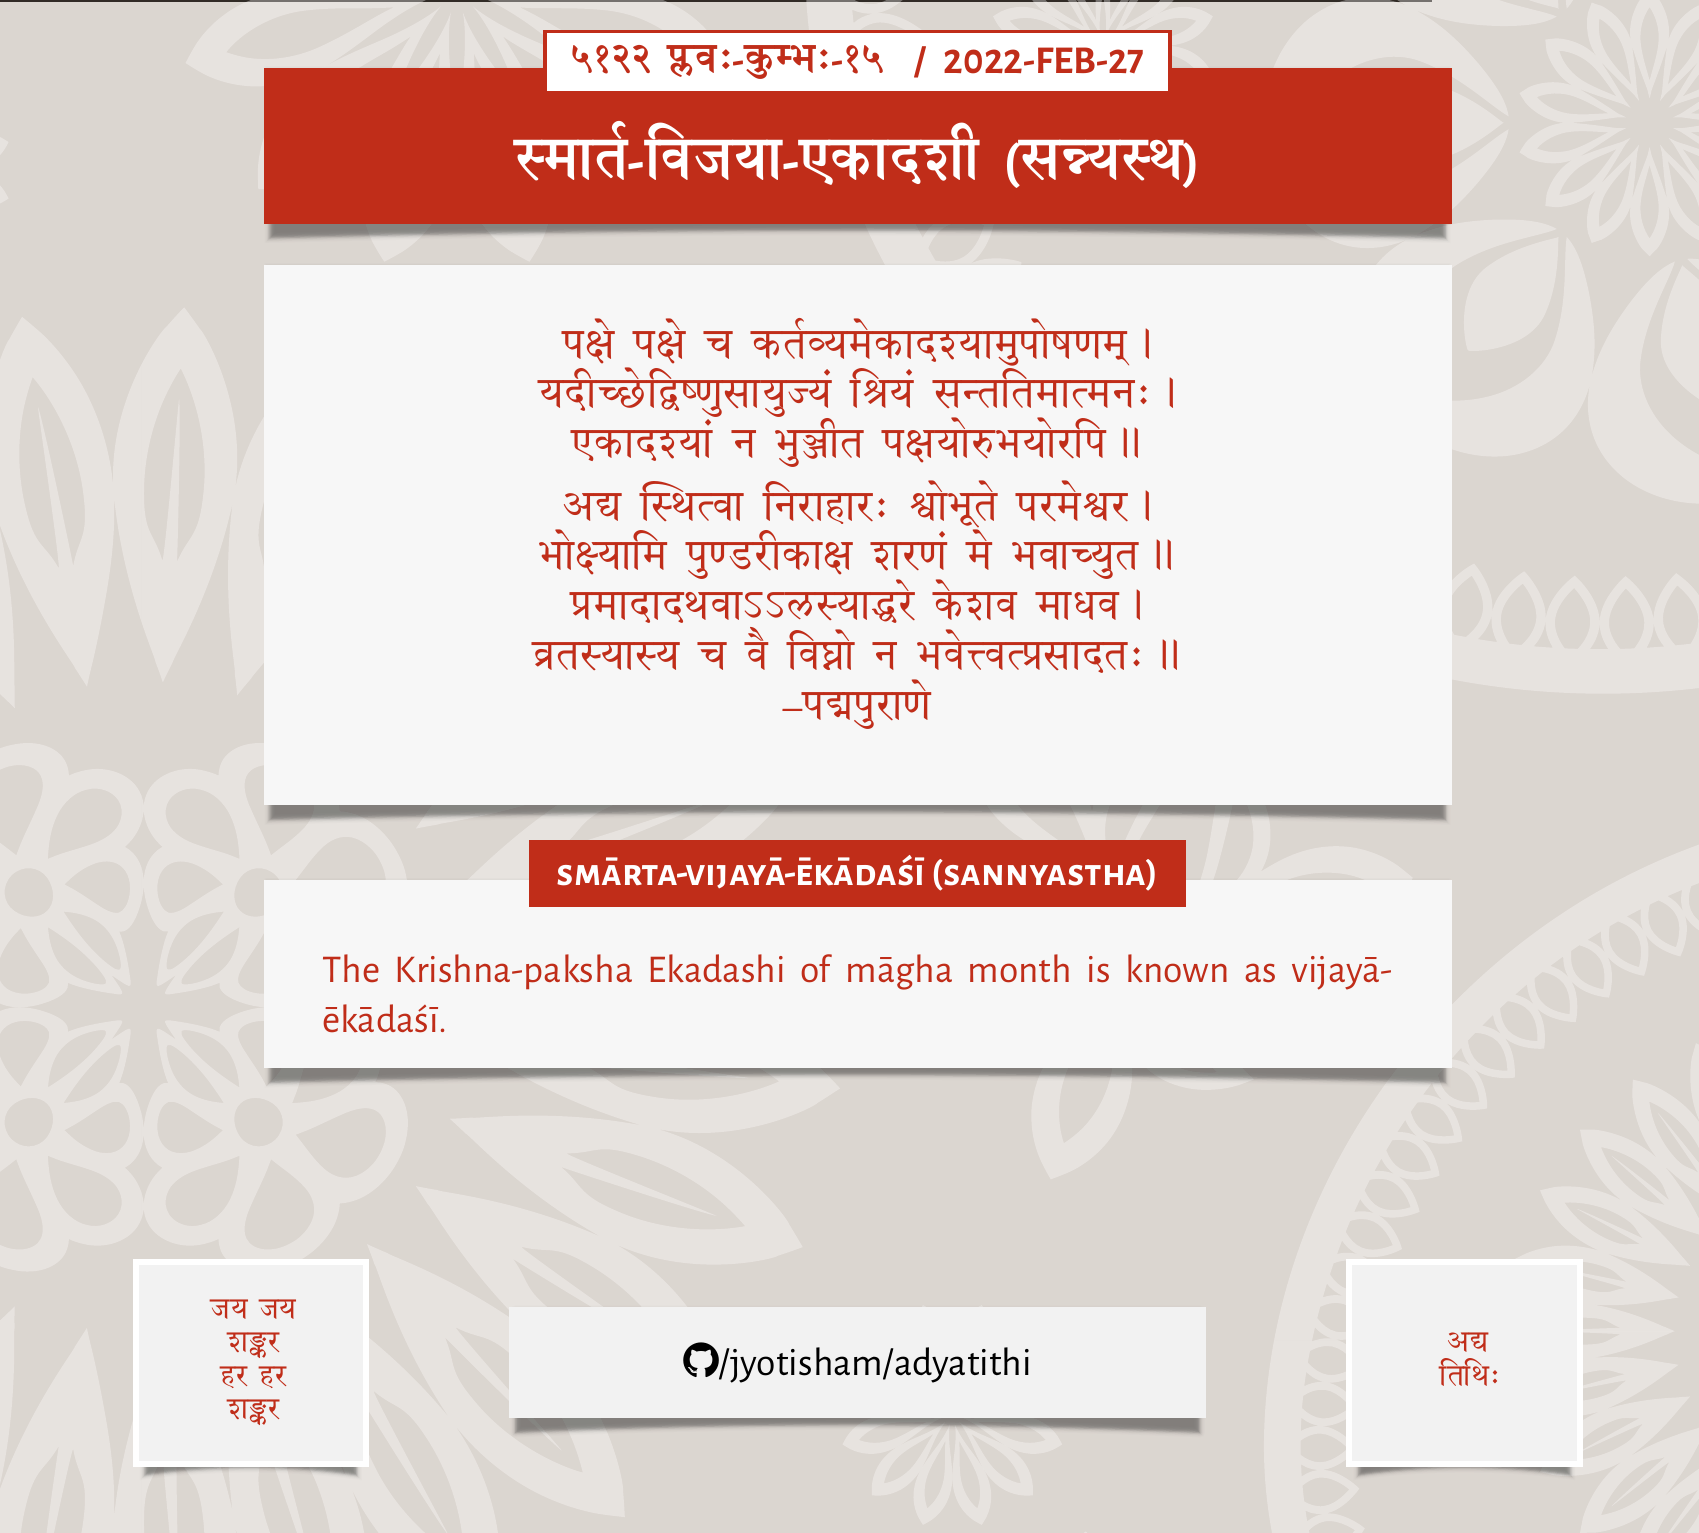 ५१२२ प्लवः-कुम्भः-१५ / 2022-FEB-27
स्मार्त-विजया-एकादशी (सन्न्यस्थ)
पक्षे पक्षे च कर्तव्यमेकादश्यामुपोषणम्।
यदीच्छेद्विष्णुसायुज्यं श्रियं सन्ततिमात्मनः।
एकादश्यां न भुञ्जीत पक्षयोरुभयोरपि॥
अद्य स्थित्वा निराहारः श्वोभूते परमेश्वर।
भोक्ष्यामि पुण्डरीकाक्ष शरणं मे भवाच्युत॥
प्रमादादथवाऽऽलस्याद्धरे केशव माधव।
व्रतस्यास्य च वै विघ्नो न भवेत्त्वत्प्रसादतः॥
–पद्मपुराणे
SMĀRTA-VIJAYĀ-ĒKĀDAŚĪ (SANNYASTHA)
The Krishna-paksha Ekadashi of māgha month is known as vijayā-
ēkādaśī.
जय जय
शङ्कर
हर हर
शङ्कर
/jyotisham/adyatithi
अद्य
तिथिः